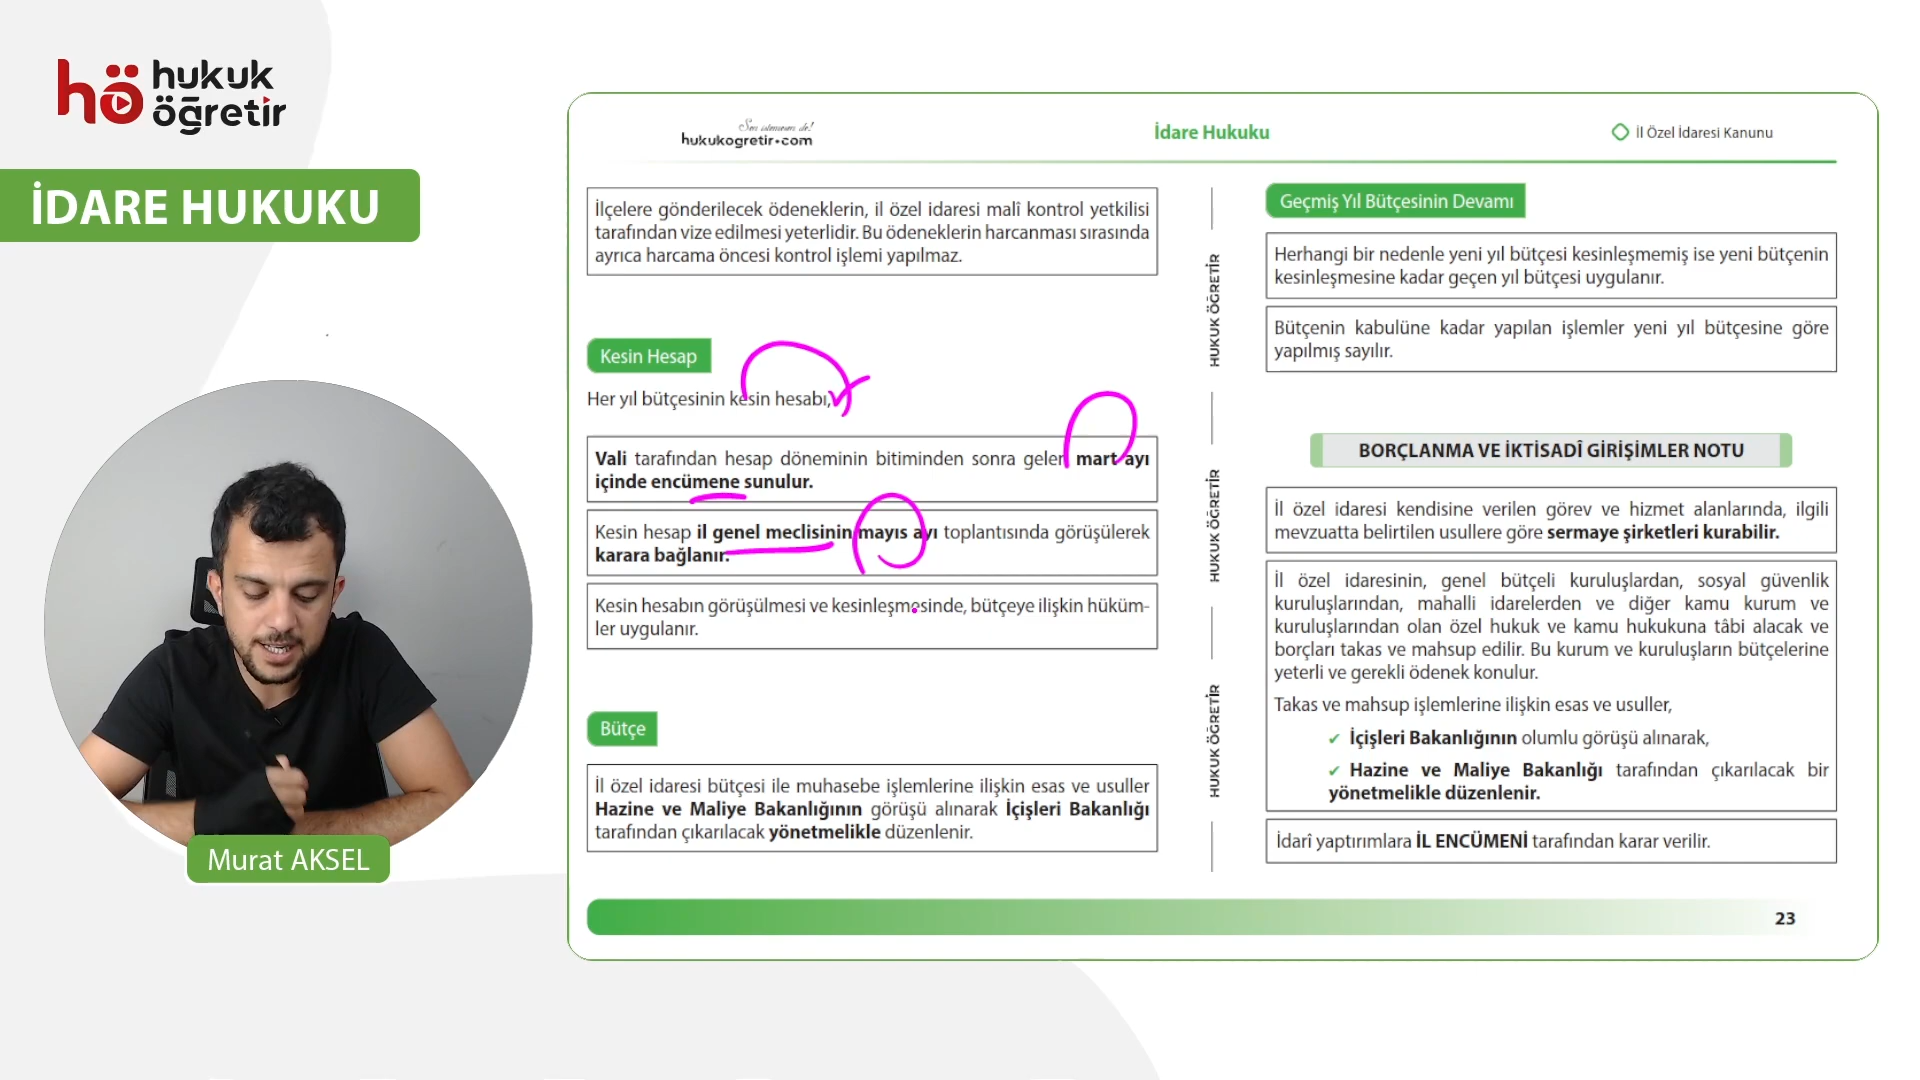 hö hukuk
öğretir
İDARE HUKUKU
Murat AKSEL
Sen istemesen de!
hukukogretir•com
İdare Hukuku
İl Özel İdaresi Kanunu
İlçelere gönderilecek ödeneklerin, il özel idaresi malî kontrol yetkilisi
tarafından vize edilmesi yeterlidir. Bu ödeneklerin harcanması sırasında
ayrıca harcama öncesi kontrol işlemi yapılmaz.
Kesin Hesap
Her yıl bütçesinin kesin hesabı,
Vali tarafından hesap döneminin bitiminden sonra gelen mart ayı
içinde encümene sunulur.
Kesin hesap il genel meclisinin mayıs ayı toplantısında görüşülerek
karara bağlanır.
Kesin hesabın görüşülmesi ve kesinleşmesinde, bütçeye ilişkin hüküm-
ler uygulanır.
Bütçe
İl özel idaresi bütçesi ile muhasebe işlemlerine ilişkin esas ve usuller
Hazine ve Maliye Bakanlığının görüşü alınarak İçişleri Bakanlığı
tarafından çıkarılacak yönetmelikle düzenlenir.
HUKUK ÖĞRETİR
HUKUK ÖĞRETİR
HUKUK ÖĞRETİR
Geçmiş Yıl Bütçesinin Devamı
Herhangi bir nedenle yeni yıl bütçesi kesinleşmemiş ise yeni bütçenin
kesinleşmesine kadar geçen yıl bütçesi uygulanır.
Bütçenin kabulüne kadar yapılan işlemler yeni yıl bütçesine göre
yapılmış sayılır.
BORÇLANMA VE İKTİSADÎ GİRİŞİMLER NOTU
İl özel idaresi kendisine verilen görev ve hizmet alanlarında, ilgili
mevzuatta belirtilen usullere göre sermaye şirketleri kurabilir.
İl özel idaresinin, genel bütçeli kuruluşlardan, sosyal güvenlik
kuruluşlarından, mahalli idarelerden ve diğer kamu kurum ve
kuruluşlarından olan özel hukuk ve kamu hukukuna tâbi alacak ve
borçları takas ve mahsup edilir. Bu kurum ve kuruluşların bütçelerine
yeterli ve gerekli ödenek konulur.
Takas ve mahsup işlemlerine ilişkin esas ve usuller,
✔ İçişleri Bakanlığının olumlu görüşü alınarak,
✔ Hazine ve Maliye Bakanlığı tarafından çıkarılacak bir
yönetmelikle düzenlenir.
İdarî yaptırımlara İL ENCÜMENİ tarafından karar verilir.
23